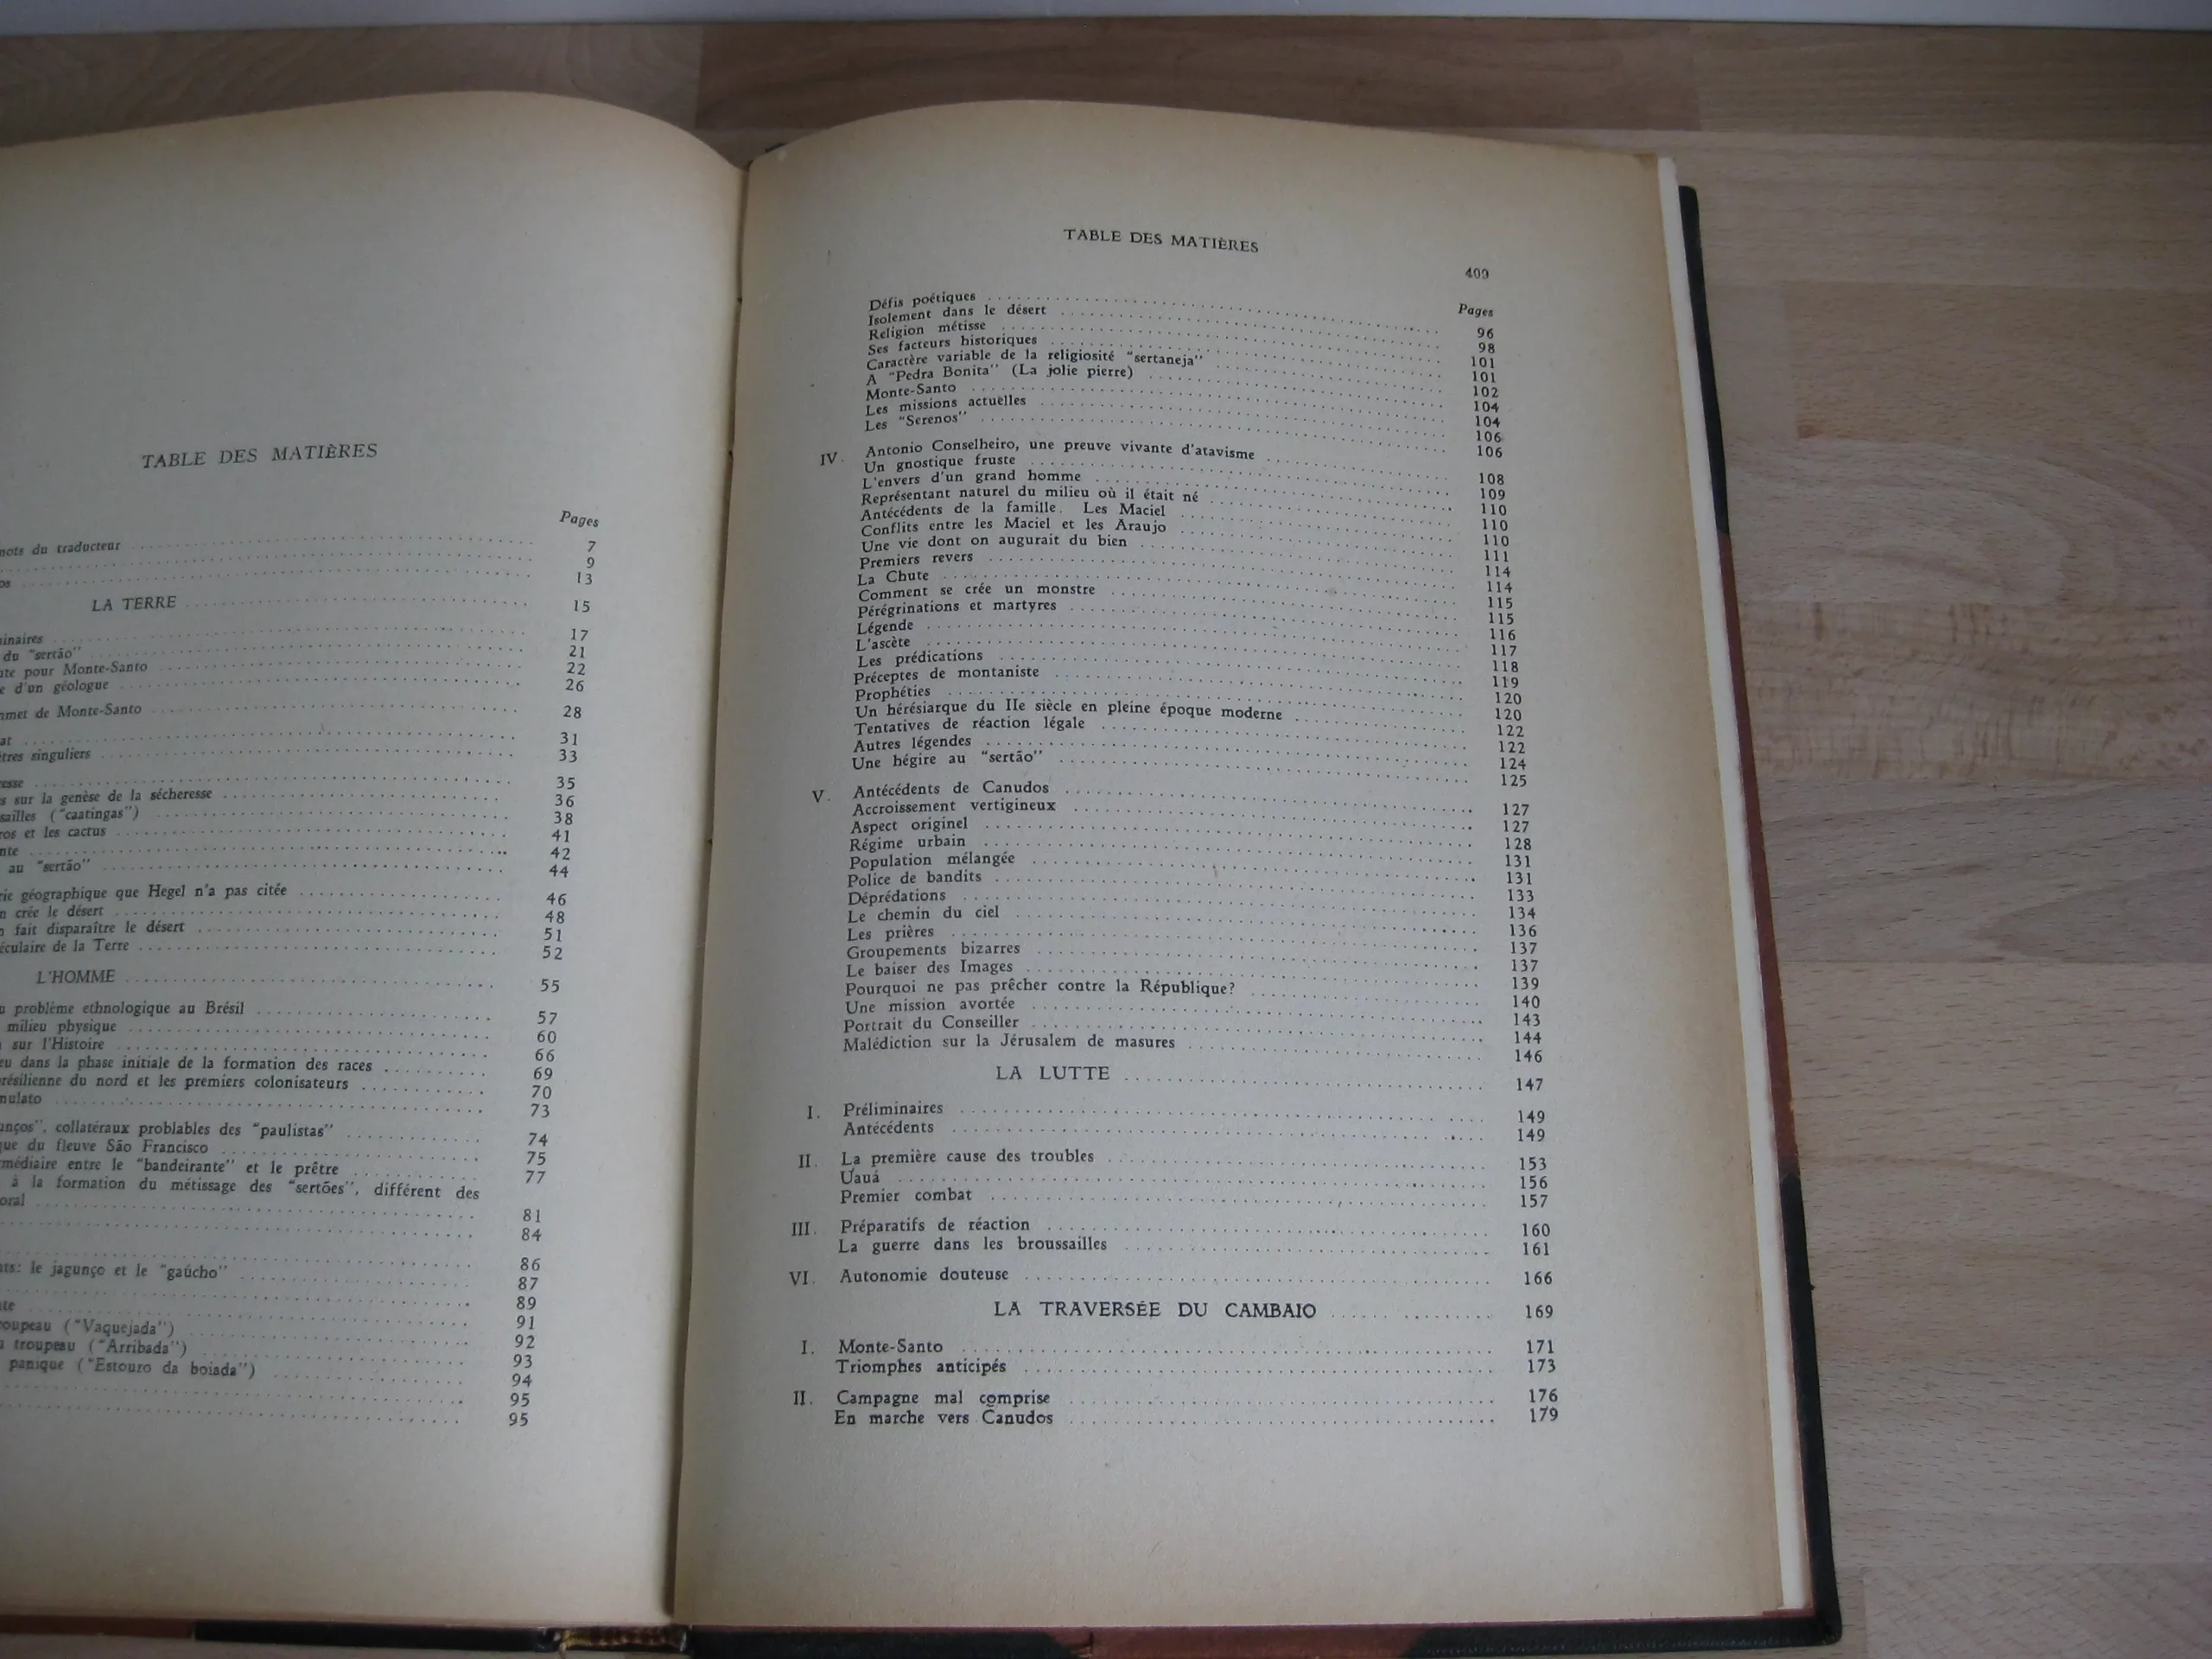 TABLE DES MATIÈRES
Pages
mots du traducteur 7
9
13
LA TERRE 15
17
du "sertão" 21
pour Monte-Santo 22
d'un géologue 26
de Monte-Santo 28
31
singuliers 33
35
sur la genèse de la sécheresse 36
("caatingas") 38
et les cactus 41
42
au "sertão" 44
géographique que Hegel n'a pas citée 46
crée le désert 48
fait disparaître le désert 51
de la Terre 52
L'HOMME 55
problème ethnologique au Brésil 57
milieu physique 60
sur l'Histoire 66
dans la phase initiale de la formation des races 69
du nord et les premiers colonisateurs 70
73
collatéraux problables des "paulistas" 74
du fleuve São Francisco 75
entre le "bandeirante" et le prêtre 77
à la formation du métissage des "sertões", différent des
81
84
le jagunço et le "gaúcho" 86
87
89
("Vaquejada") 91
troupeau ("Arribada") 92
panique ("Estouro da boiada") 93
94
95
95
TABLE DES MATIÈRES
409
Pages
Défis poétiques 96
Isolement dans le désert 98
Religion métisse 101
Ses facteurs historiques 101
Caractère variable de la religiosité "sertaneja" 102
A "Pedra Bonita" (La jolie pierre) 104
Monte-Santo 104
Les missions actuelles 106
Les "Serenos" 106
IV. Antonio Conselheiro, une preuve vivante d'atavisme 108
Un gnostique fruste 109
L'envers d'un grand homme 110
Représentant naturel du milieu où il était né 110
Antécédents de la famille. Les Maciel 110
Conflits entre les Maciel et les Araujo 111
Une vie dont on augurait du bien 114
Premiers revers 114
La Chute 115
Comment se crée un monstre 115
Pérégrinations et martyres 116
Légende 117
L'ascète 118
Les prédications 119
Préceptes de montaniste 120
Prophéties 120
Un hérésiarque du IIe siècle en pleine époque moderne 122
Tentatives de réaction légale 122
Autres légendes 124
Une hégire au "sertão" 125
V. Antécédents de Canudos 127
Accroissement vertigineux 127
Aspect originel 128
Régime urbain 131
Population mélangée 131
Police de bandits 133
Déprédations 134
Le chemin du ciel 136
Les prières 137
Groupements bizarres 137
Le baiser des Images 139
Pourquoi ne pas prêcher contre la République? 140
Une mission avortée 143
Portrait du Conseiller 144
Malédiction sur la Jérusalem de masures 146
LA LUTTE 147
I. Préliminaires 149
Antécédents 149
II. La première cause des troubles 153
Uauá 156
Premier combat 157
III. Préparatifs de réaction 160
La guerre dans les broussailles 161
VI. Autonomie douteuse 166
LA TRAVERSÉE DU CAMBAIO 169
I. Monte-Santo 171
Triomphes anticipés 173
II. Campagne mal comprise 176
En marche vers Canudos 179